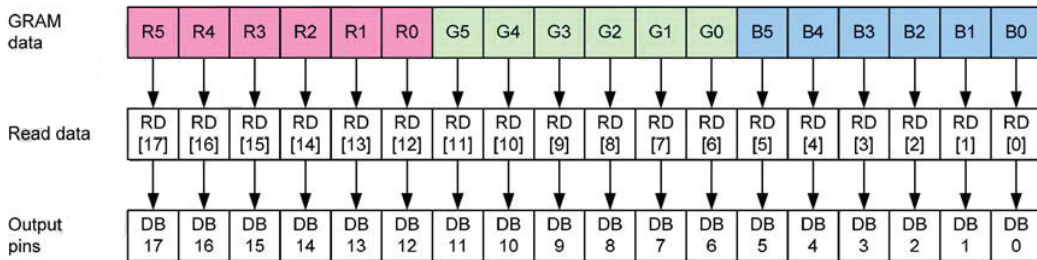 GRAM data R5 R4 R3 R2 R1 R0 G5 G4 G3 G2 G1 G0 B5 B4 B3 B2 B1 B0
Read data RD [17] RD [16] RD [15] RD [14] RD [13] RD [12] RD [11] RD [10] RD [9] RD [8] RD [7] RD [6] RD [5] RD [4] RD [3] RD [2] RD [1] RD [0]
Output pins DB 17 DB 16 DB 15 DB 14 DB 13 DB 12 DB 11 DB 10 DB 9 DB 8 DB 7 DB 6 DB 5 DB 4 DB 3 DB 2 DB 1 DB 0